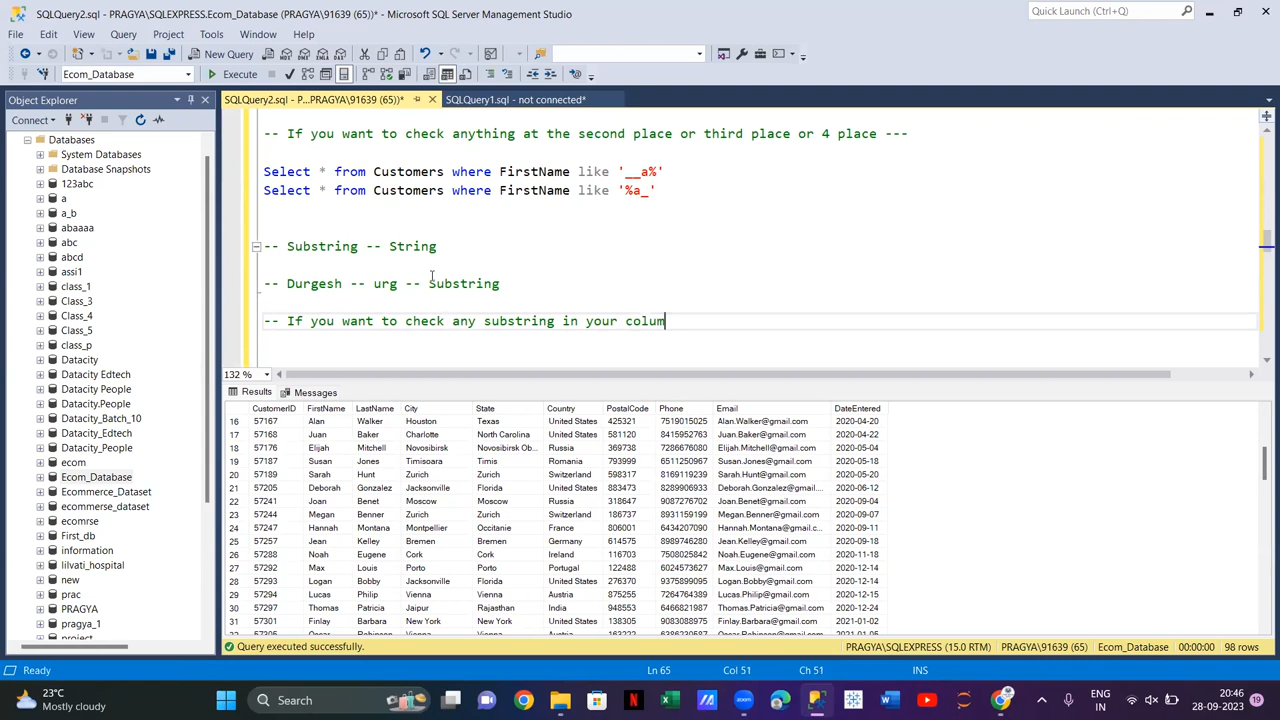 SQLQuery2.sql - PRAGYA\SQLEXPRESS.Ecom_Database (PRAGYA\91639 (65))* - Microsoft SQL Server Management Studio
Quick Launch (Ctrl+Q)
File Edit View Query Project Tools Window Help
New Query
Ecom_Database Execute
Object Explorer
SQLQuery2.sql - P...PRAGYA\91639 (65))* SQLQuery1.sql - not connected*
Connect
Databases
System Databases
Database Snapshots
123abc
a
a_b
abaaaa
abc
abcd
assi1
class_1
Class_3
Class_4
Class_5
class_p
Datacity
Datacity Edtech
Datacity People
Datacity.People
Datacity_Batch_10
Datacity_Edtech
Datacity_People
ecom
Ecom_Database
Ecommerce_Dataset
ecommerse_dataset
ecomrse
First_db
information
lilvati_hospital
new
prac
PRAGYA
pragya_1
project
-- If you want to check anything at the second place or third place or 4 place ---
Select * from Customers where FirstName like '__a%'
Select * from Customers where FirstName like '%a_'
-- Substring -- String
-- Durgesh -- urg -- Substring
-- If you want to check any substring in your colum
132 %
Results Messages
CustomerID FirstName LastName City State Country PostalCode Phone Email DateEntered
16 57167 Alan Walker Houston Texas United States 425321 7519015025 Alan.Walker@gmail.com 2020-04-20
17 57168 Juan Baker Charlotte North Carolina United States 581120 8415952763 Juan.Baker@gmail.com 2020-04-22
18 57176 Elijah Mitchell Novosibirsk Novosibirsk Ob... Russia 369738 7286676080 Elijah.Mitchell@gmail.com 2020-05-04
19 57187 Susan Jones Timisoara Timis Romania 793999 6511250967 Susan.Jones@gmail.com 2020-05-18
20 57189 Sarah Hunt Zurich Zurich Switzerland 598317 8169119239 Sarah.Hunt@gmail.com 2020-05-20
21 57205 Deborah Gonzalez Jacksonville Florida United States 883473 8289906933 Deborah.Gonzalez@gmail.... 2020-06-12
22 57241 Joan Benet Moscow Moscow Russia 318647 9087276702 Joan.Benet@gmail.com 2020-09-04
23 57244 Megan Benner Zurich Zurich Switzerland 186737 8931159199 Megan.Benner@gmail.com 2020-09-07
24 57247 Hannah Montana Montpellier Occitanie France 806001 6434207090 Hannah.Montana@gmail.c... 2020-09-11
25 57251 Jean Kelley Bremen Bremen Germany 614575 8989746280 Jean.Kelley@gmail.com 2020-09-18
26 57288 Noah Eugene Cork Cork Ireland 116703 7508025842 Noah.Eugene@gmail.com 2020-11-18
27 57292 Max Louis Porto Porto Portugal 122488 6024573627 Max.Louis@gmail.com 2020-12-14
28 57293 Logan Bobby Jacksonville Florida United States 276370 9375899095 Logan.Bobby@gmail.com 2020-12-14
29 57294 Lucas Philip Vienna Vienna Austria 875255 7264764389 Lucas.Philip@gmail.com 2020-12-15
30 57297 Thomas Patricia Jaipur Rajasthan India 948553 6466821987 Thomas.Patricia@gmail.com 2020-12-24
31 57301 Finlay Barbara New York New York United States 138305 9083088975 Finlay.Barbara@gmail.com 2021-01-02
Query executed successfully. PRAGYA\SQLEXPRESS (15.0 RTM) PRAGYA\91639 (65) Ecom_Database 00:00:00 98 rows
Ready Ln 65 Col 51 Ch 51 INS
23°C
Mostly cloudy
Search
ENG
IN
20:46
28-09-2023